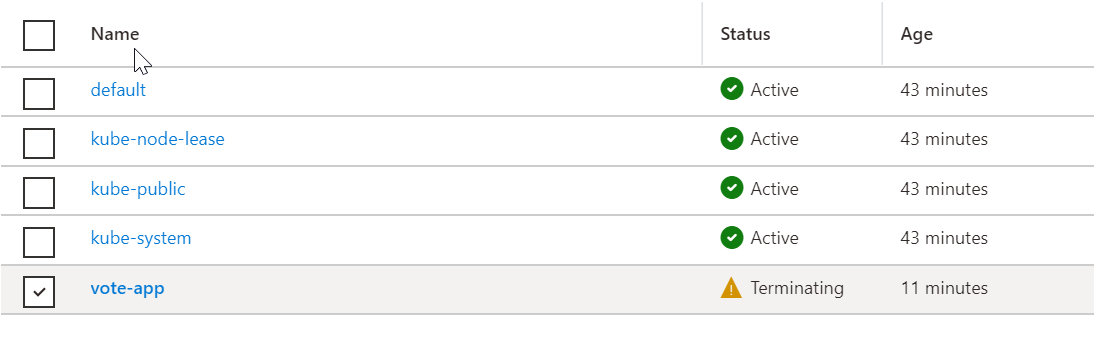 Name Status Age
default Active 43 minutes
kube-node-lease Active 43 minutes
kube-public Active 43 minutes
kube-system Active 43 minutes
vote-app Terminating 11 minutes